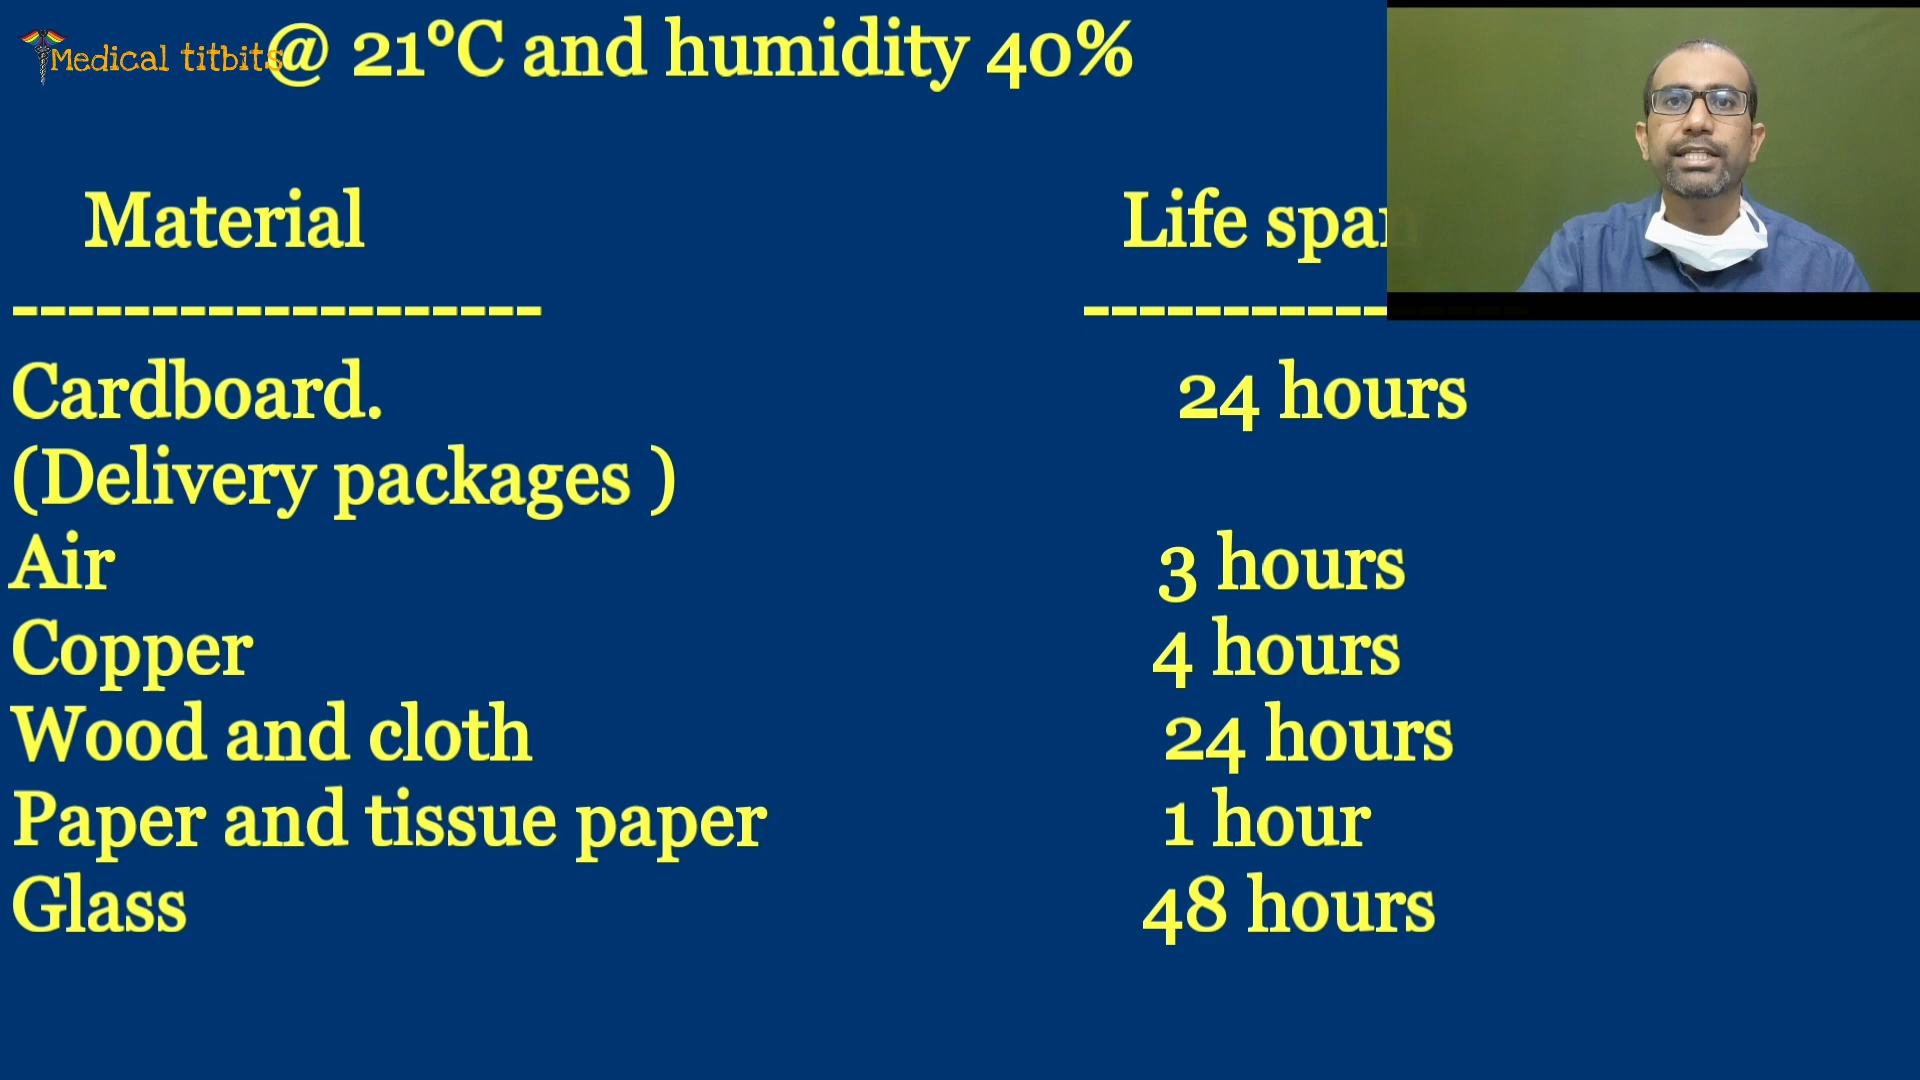 Medical titbits
@ 21°C and humidity 40%
Material Life span
------------------- ----------------
Cardboard. 24 hours
(Delivery packages )
Air 3 hours
Copper 4 hours
Wood and cloth 24 hours
Paper and tissue paper 1 hour
Glass 48 hours